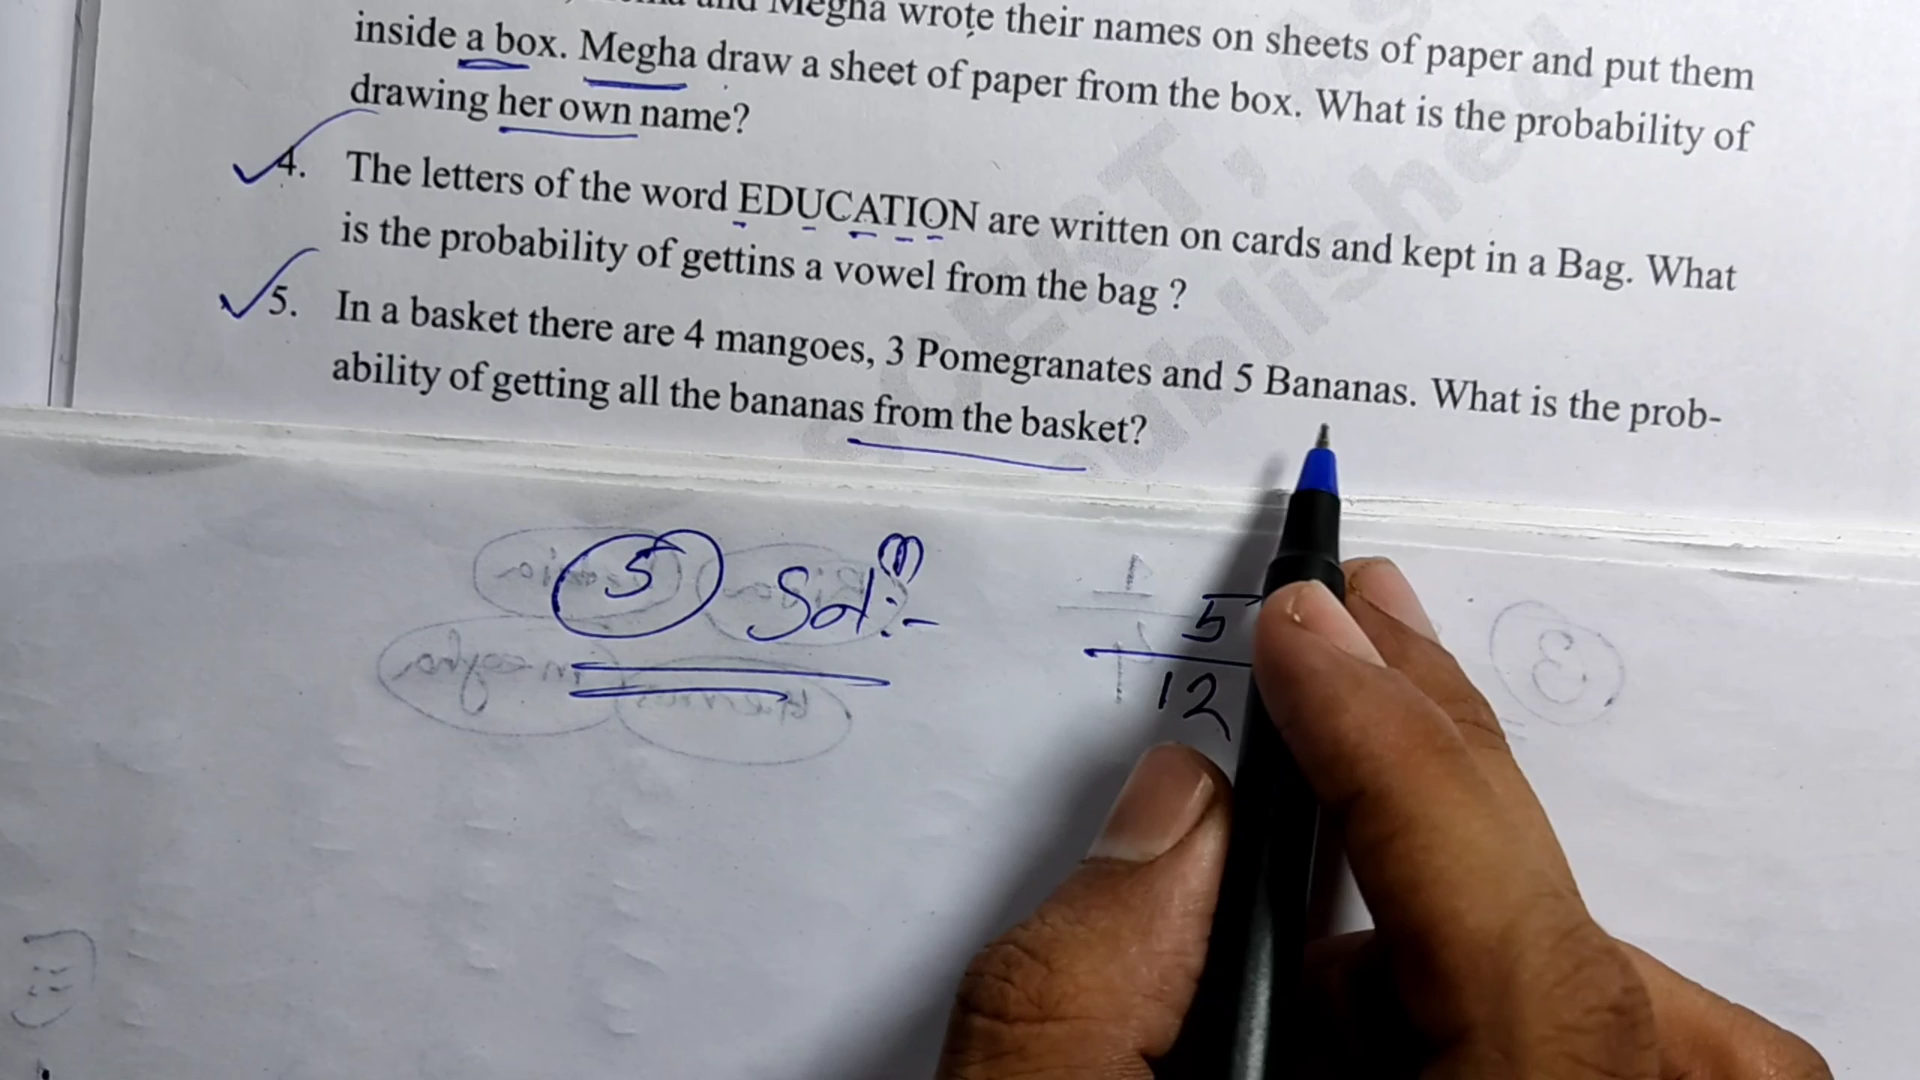 and Megha wrote their names on sheets of paper and put them
inside a box. Megha draw a sheet of paper from the box. What is the probability of
drawing her own name?
4. The letters of the word EDUCATION are written on cards and kept in a Bag. What
is the probability of gettins a vowel from the bag ?
5. In a basket there are 4 mangoes, 3 Pomegranates and 5 Bananas. What is the prob-
ability of getting all the bananas from the basket?
5 Sol:-
5
12